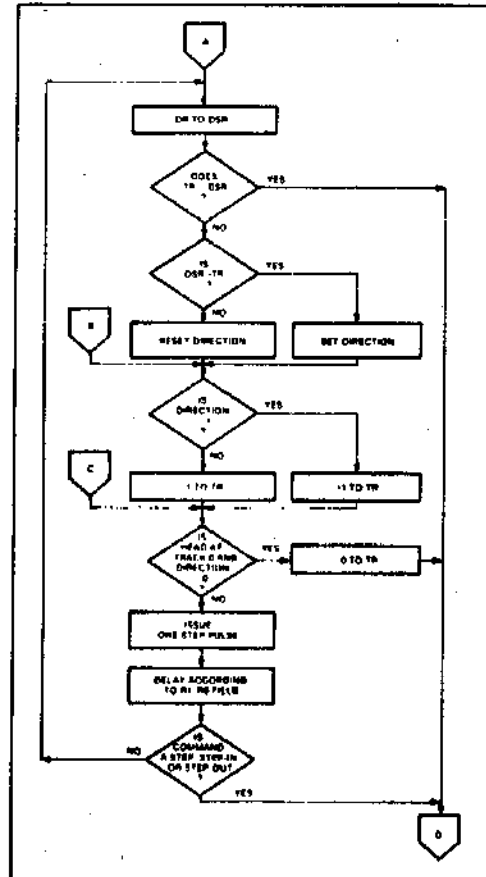 A
DR TO DSR
DOES
TR DSR
?
YES
NO
IS
DSR TR
?
YES
NO
B
RESET DIRECTION
SET DIRECTION
IS
DIRECTION
?
YES
NO
C
1 TO TR
+1 TO TR
IS
HEAD AT
TRACK 0 AND
DIRECTION
0
?
YES
0 TO TR
NO
ISSUE
ONE STEP PULSE
DELAY ACCORDING
TO FIELD
IS
COMMAND
A STEP STEP-IN
OR STEP OUT
?
NO
YES
D